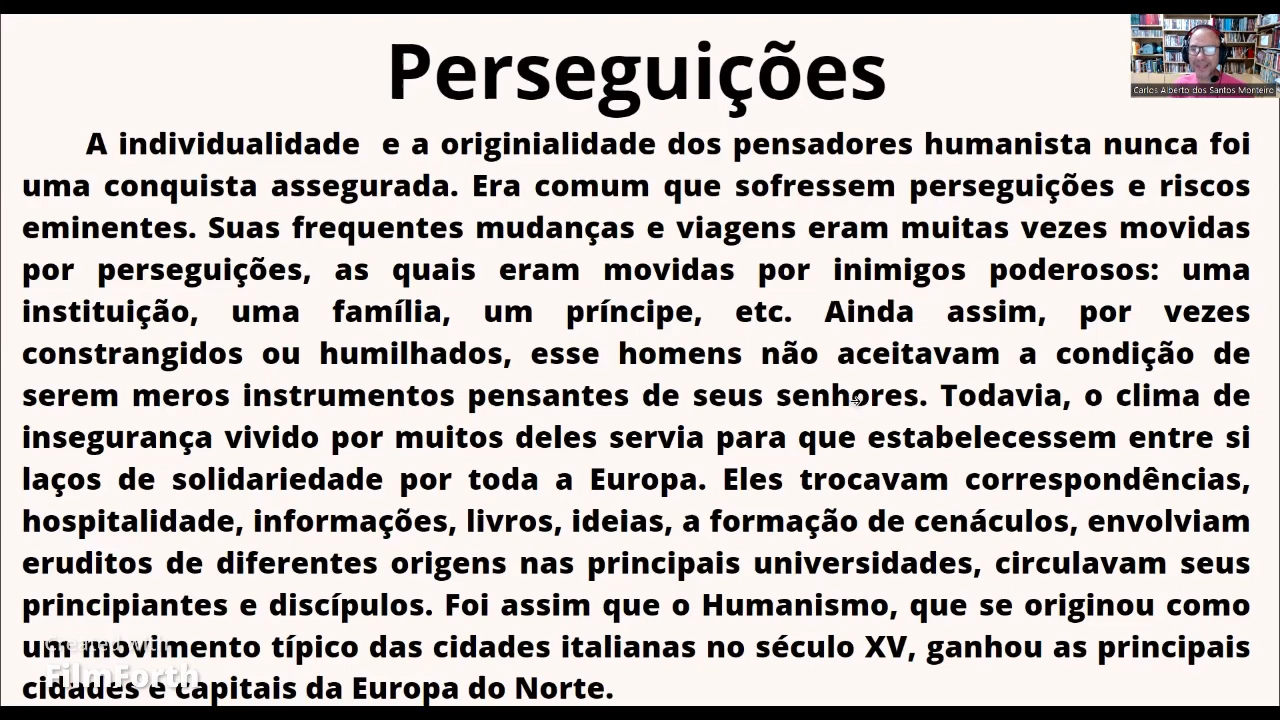 Perseguições
Carlos Alberto dos Santos Monteiro
A individualidade e a originialidade dos pensadores humanista nunca foi
uma conquista assegurada. Era comum que sofressem perseguições e riscos
eminentes. Suas frequentes mudanças e viagens eram muitas vezes movidas
por perseguições, as quais eram movidas por inimigos poderosos: uma
instituição, uma família, um príncipe, etc. Ainda assim, por vezes
constrangidos ou humilhados, esse homens não aceitavam a condição de
serem meros instrumentos pensantes de seus senhores. Todavia, o clima de
insegurança vivido por muitos deles servia para que estabelecessem entre si
laços de solidariedade por toda a Europa. Eles trocavam correspondências,
hospitalidade, informações, livros, ideias, a formação de cenáculos, envolviam
eruditos de diferentes origens nas principais universidades, circulavam seus
principiantes e discípulos. Foi assim que o Humanismo, que se originou como
um movimento típico das cidades italianas no século XV, ganhou as principais
cidades e capitais da Europa do Norte.
Created with
FilmForth